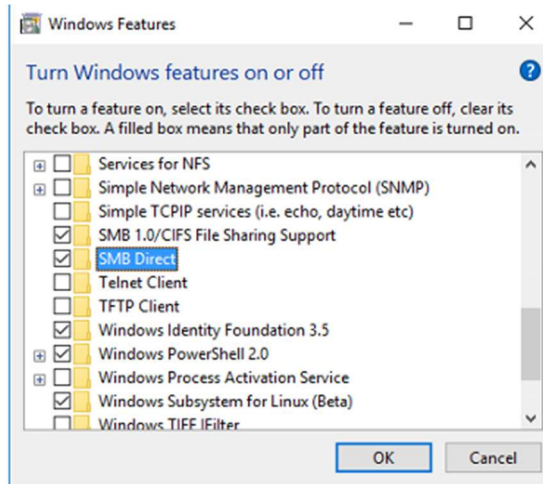 Windows Features
Turn Windows features on or off
To turn a feature on, select its check box. To turn a feature off, clear its
check box. A filled box means that only part of the feature is turned on.
Services for NFS
Simple Network Management Protocol (SNMP)
Simple TCPIP services (i.e. echo, daytime etc)
SMB 1.0/CIFS File Sharing Support
SMB Direct
Telnet Client
TFTP Client
Windows Identity Foundation 3.5
Windows PowerShell 2.0
Windows Process Activation Service
Windows Subsystem for Linux (Beta)
Windows TIFF IFilter
OK Cancel